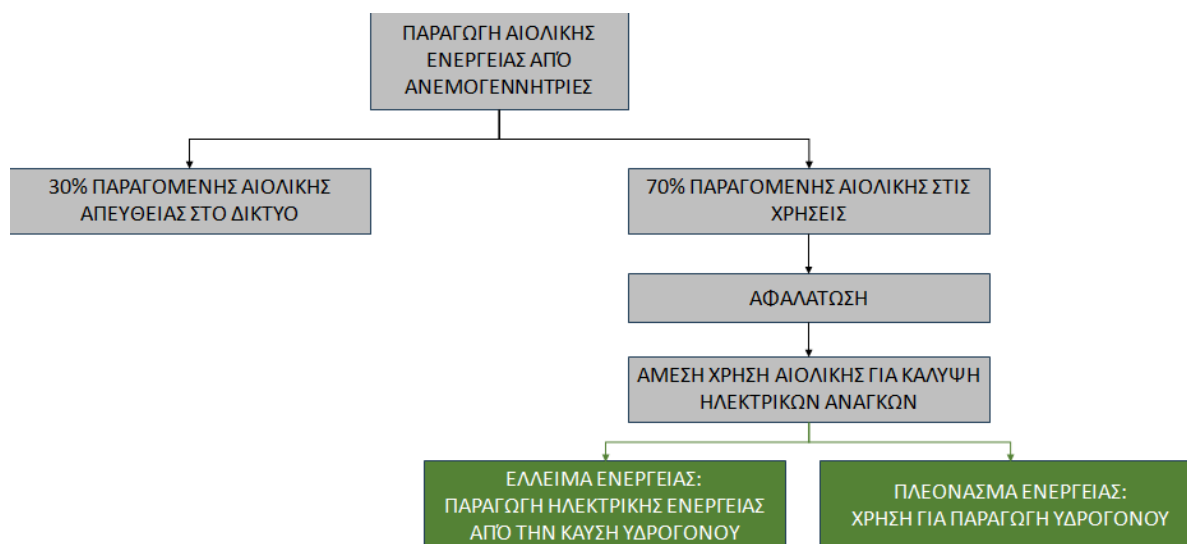 ΠΑΡΑΓΩΓΗ ΑΙΟΛΙΚΗΣ
ΕΝΕΡΓΕΙΑΣ ΑΠΌ
ΑΝΕΜΟΓΕΝΝΗΤΡΙΕΣ
30% ΠΑΡΑΓΟΜΕΝΗΣ ΑΙΟΛΙΚΗΣ
ΑΠΕΥΘΕΙΑΣ ΣΤΟ ΔΙΚΤΥΟ
70% ΠΑΡΑΓΟΜΕΝΗΣ ΑΙΟΛΙΚΗΣ ΣΤΙΣ
ΧΡΗΣΕΙΣ
ΑΦΑΛΑΤΩΣΗ
ΑΜΕΣΗ ΧΡΗΣΗ ΑΙΟΛΙΚΗΣ ΓΙΑ ΚΑΛΥΨΗ
ΗΛΕΚΤΡΙΚΩΝ ΑΝΑΓΚΩΝ
ΕΛΛΕΙΜΑ ΕΝΕΡΓΕΙΑΣ:
ΠΑΡΑΓΩΓΗ ΗΛΕΚΤΡΙΚΗΣ ΕΝΕΡΓΕΙΑΣ
ΑΠΌ ΤΗΝ ΚΑΥΣΗ ΥΔΡΟΓΟΝΟΥ
ΠΛΕΟΝΑΣΜΑ ΕΝΕΡΓΕΙΑΣ:
ΧΡΗΣΗ ΓΙΑ ΠΑΡΑΓΩΓΗ ΥΔΡΟΓΟΝΟΥ